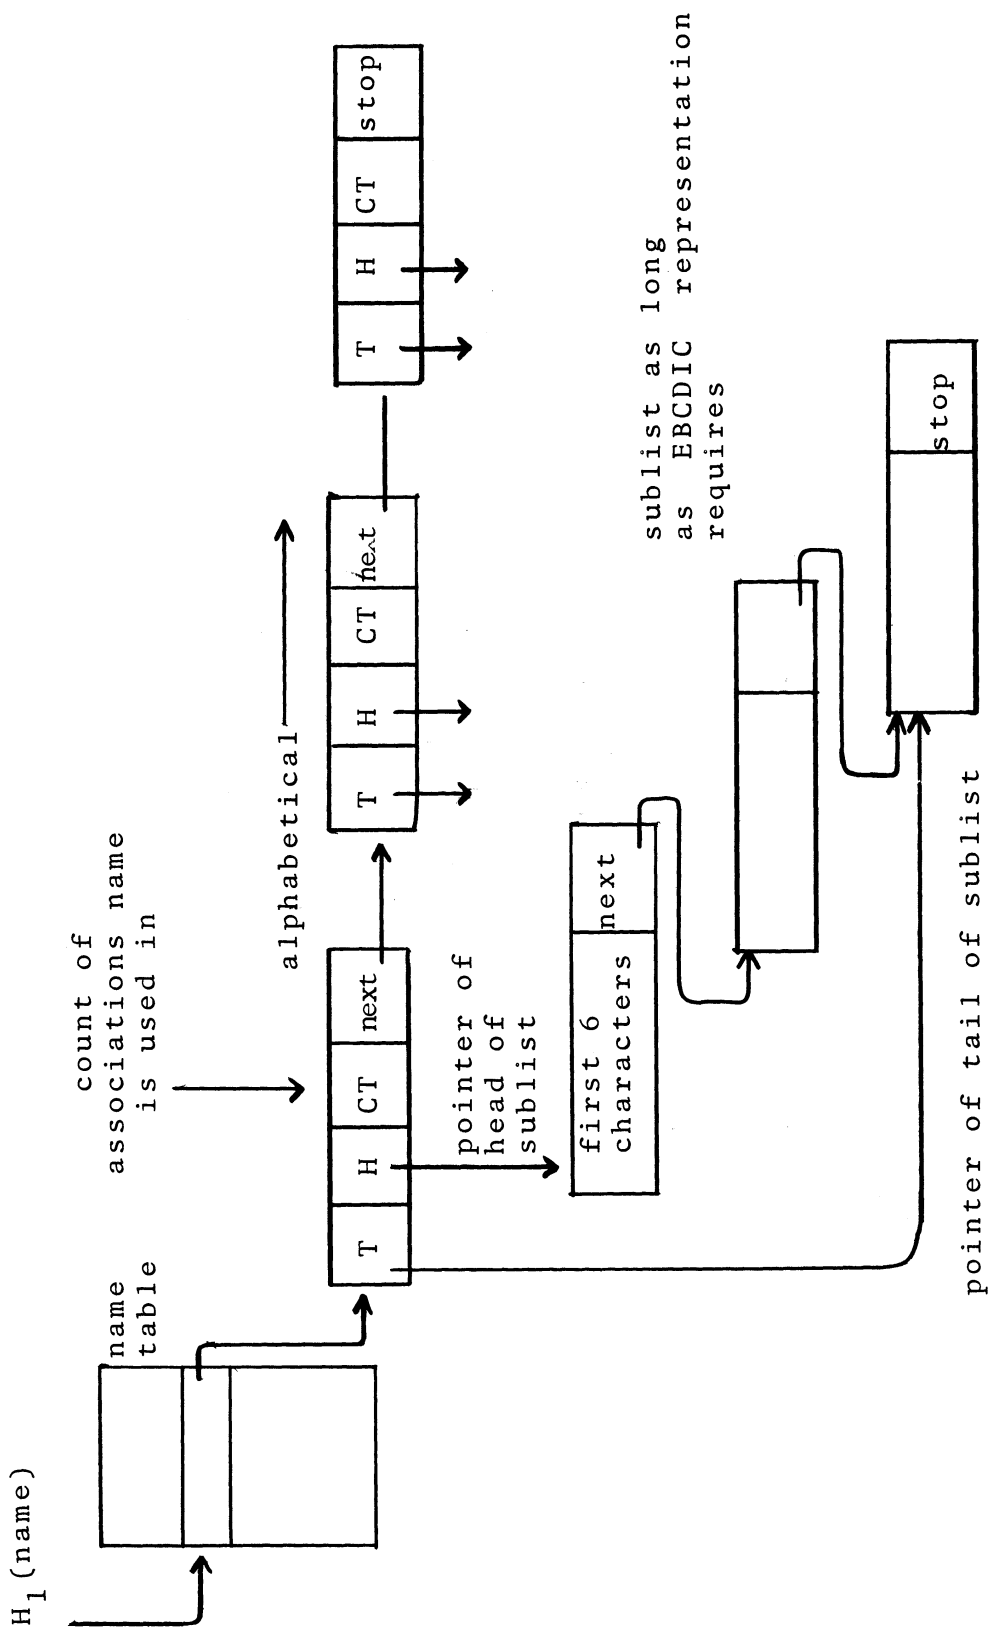 H1(name)
name
table
count of
associations name
is used in
alphabetical
T H CT next
T H CT next
T H CT stop
pointer of
head of
sublist
first 6
characters
next
sublist as long
as EBCDIC representation
requires
stop
pointer of tail of sublist